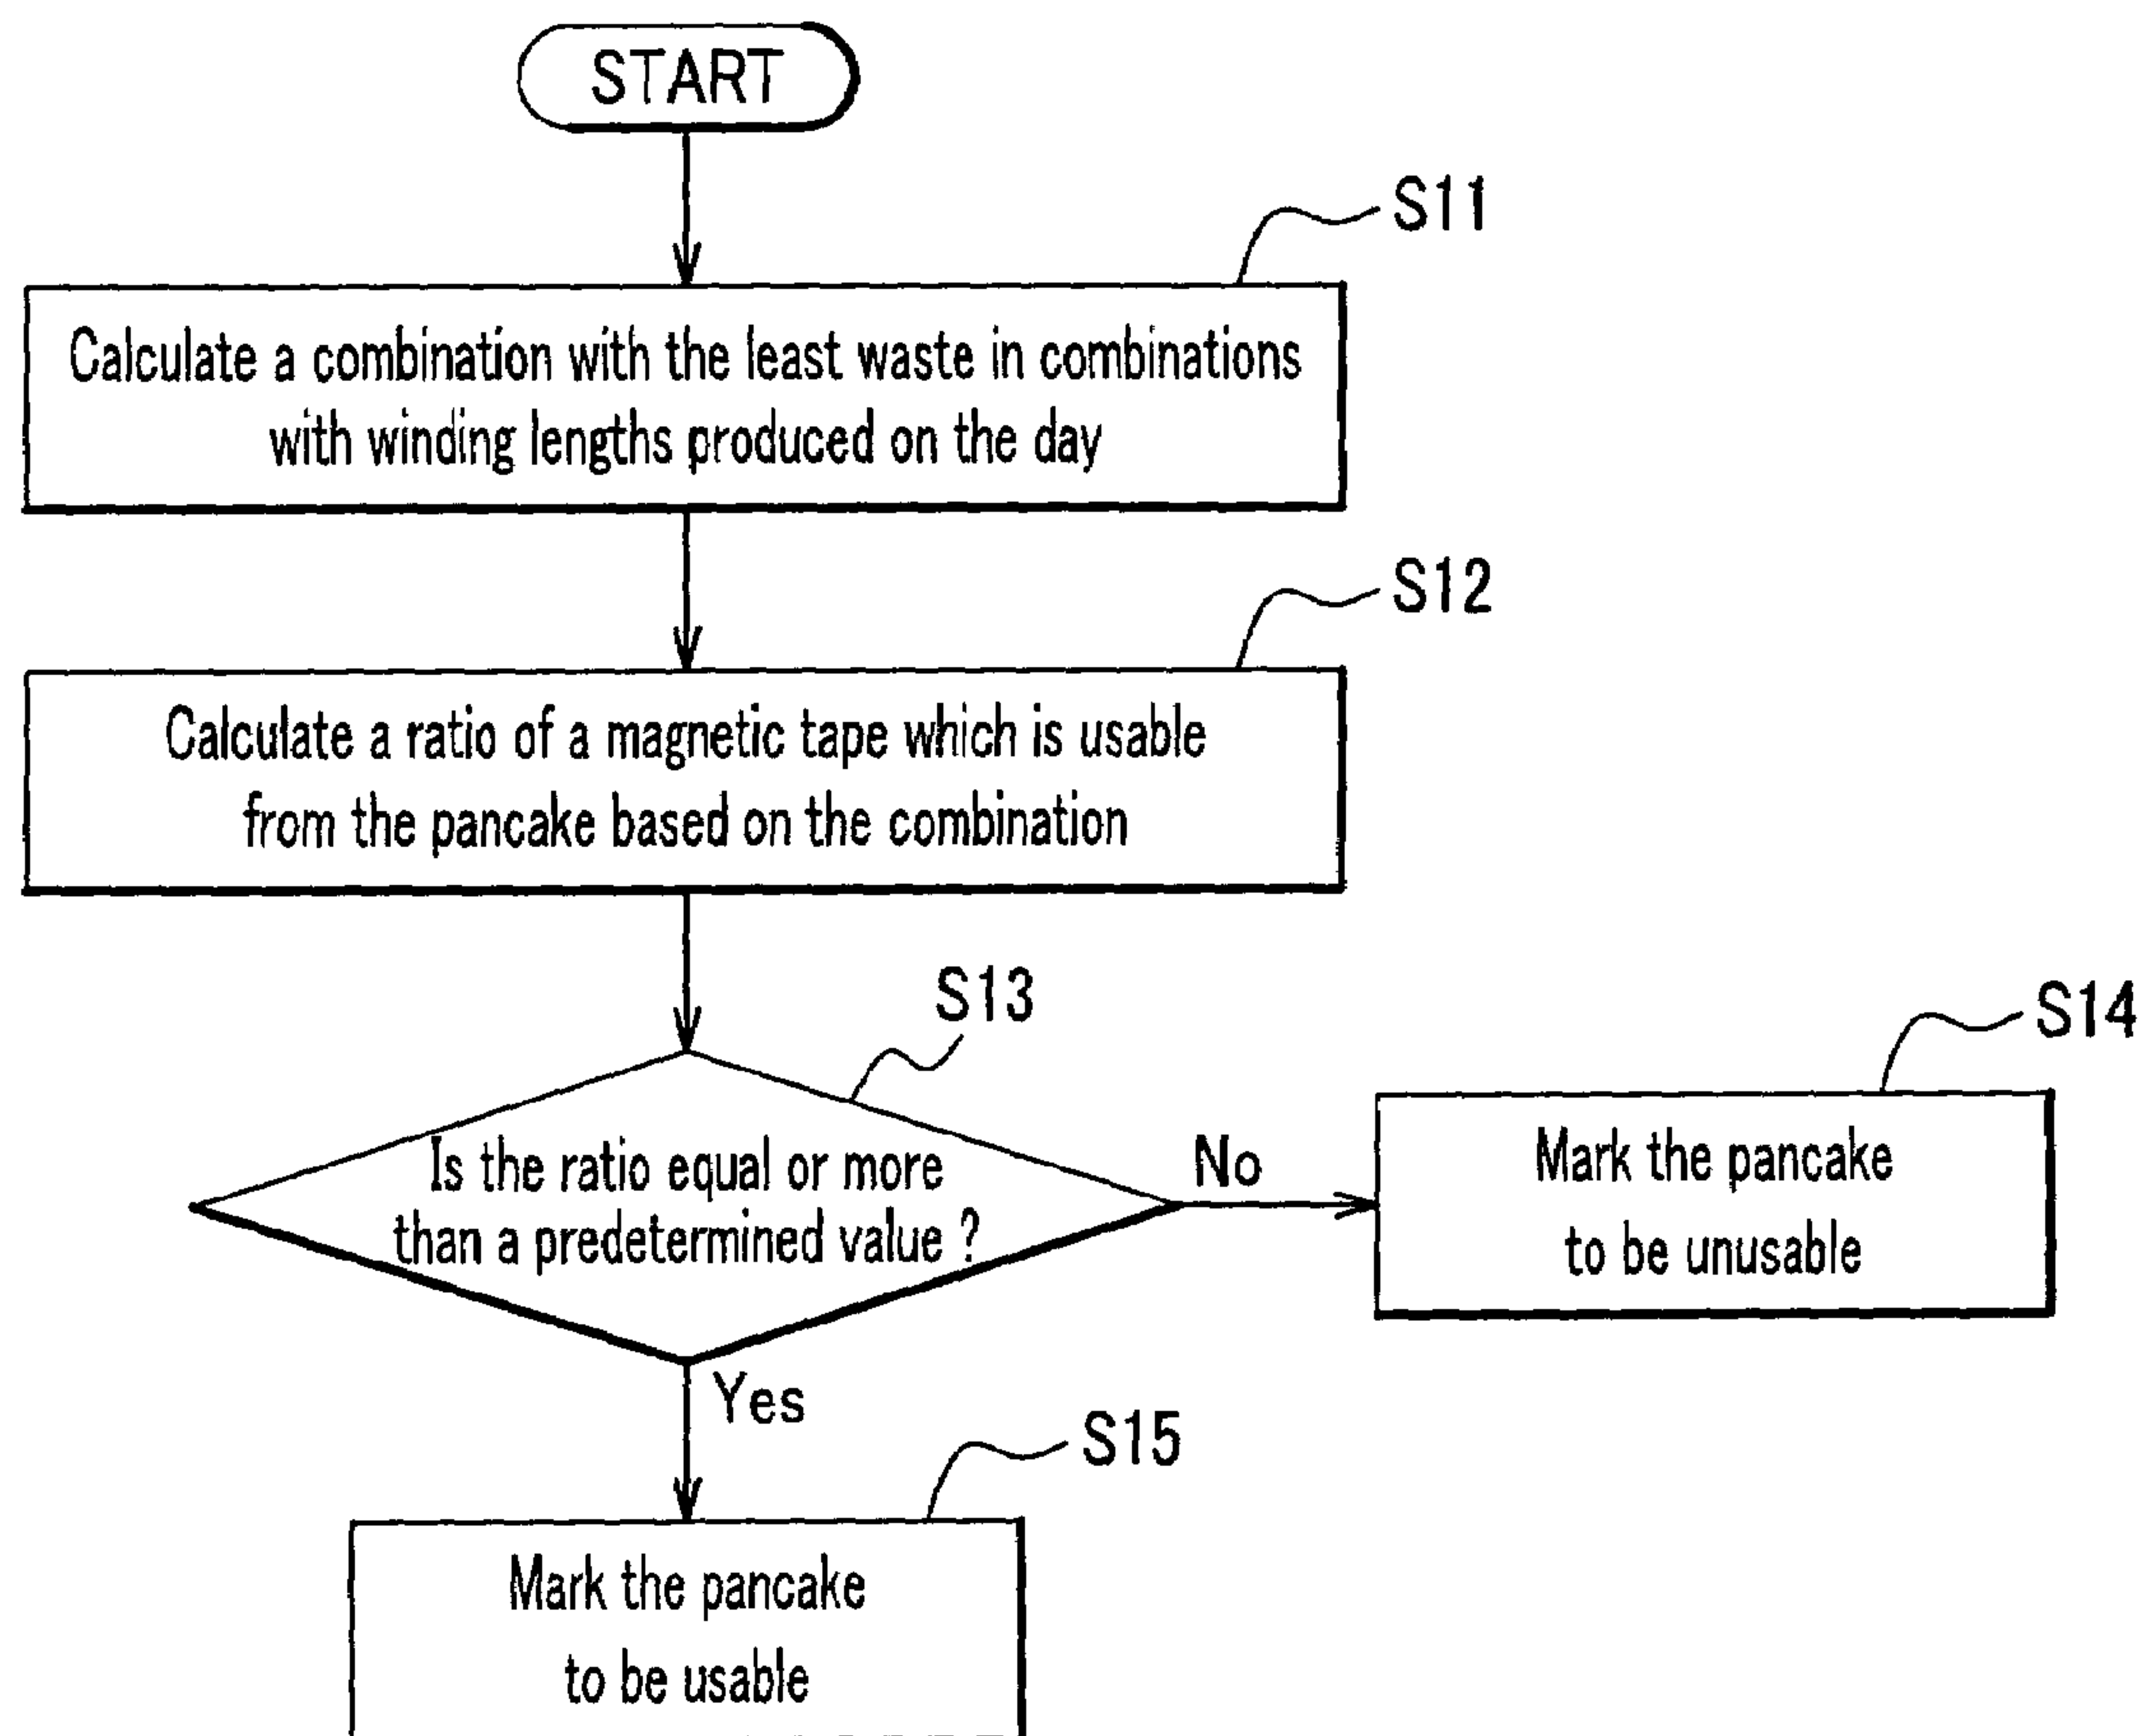 START
S11
Calculate a combination with the least waste in combinations
with winding lengths produced on the day
S12
Calculate a ratio of a magnetic tape which is usable
from the pancake based on the combination
S13
Is the ratio equal or more
than a predetermined value ?
No
S14
Mark the pancake
to be unusable
Yes
S15
Mark the pancake
to be usable